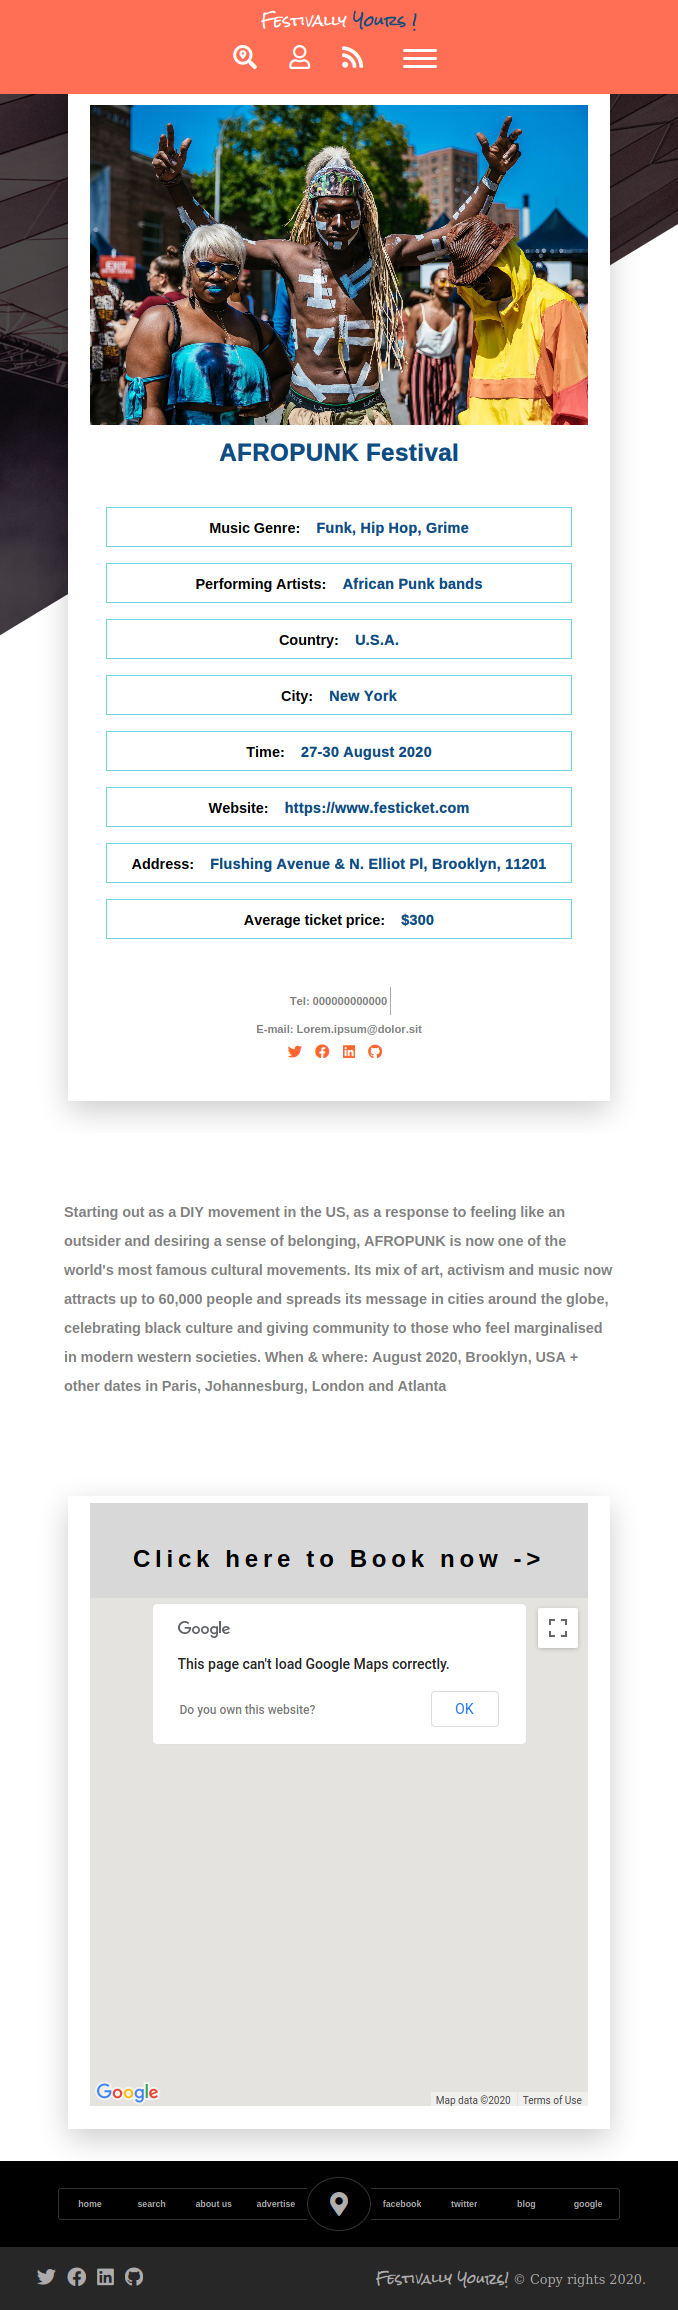 Festivally Yours !
EXIT
LACOSTE
AFROPUNK Festival
Music Genre: Funk, Hip Hop, Grime
Performing Artists: African Punk bands
Country: U.S.A.
City: New York
Time: 27-30 August 2020
Website: https://www.festicket.com
Address: Flushing Avenue & N. Elliot Pl, Brooklyn, 11201
Average ticket price: $300
Tel: 000000000000
E-mail: Lorem.ipsum@dolor.sit
Starting out as a DIY movement in the US, as a response to feeling like an
outsider and desiring a sense of belonging, AFROPUNK is now one of the
world's most famous cultural movements. Its mix of art, activism and music now
attracts up to 60,000 people and spreads its message in cities around the globe,
celebrating black culture and giving community to those who feel marginalised
in modern western societies. When & where: August 2020, Brooklyn, USA +
other dates in Paris, Johannesburg, London and Atlanta
Click here to Book now ->
Google
This page can't load Google Maps correctly.
Do you own this website? OK
Google
Map data ©2020 Terms of Use
home search about us advertise facebook twitter blog google
Festivally Yours! © Copy rights 2020.